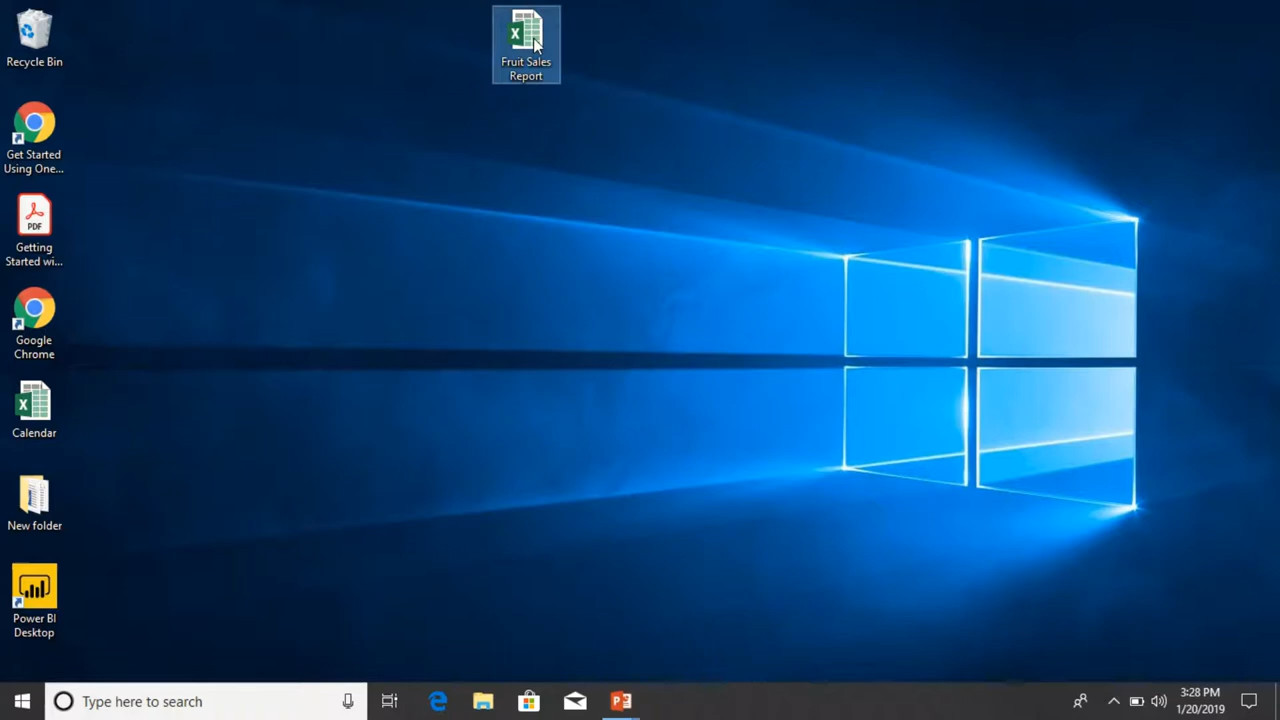 Recycle Bin
Get Started
Using One...
PDF
Getting
Started wi...
Google
Chrome
Calendar
New folder
Power BI
Desktop
Fruit Sales
Report
Type here to search
3:28 PM
1/20/2019